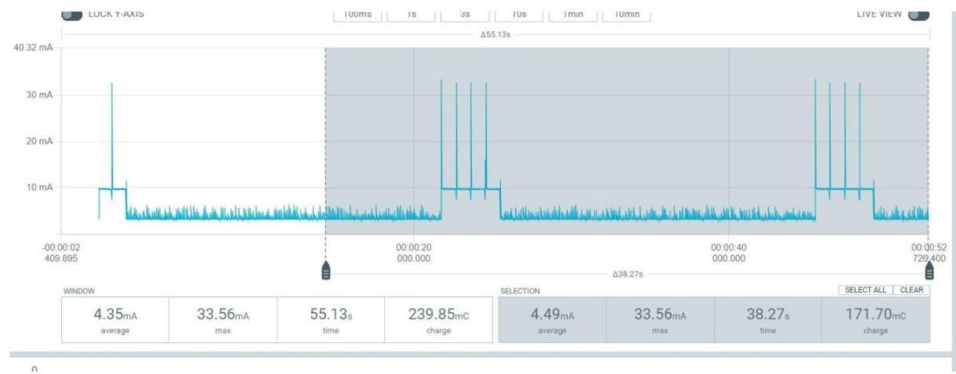 LOCK Y-AXIS 100ms 1s 3s 10s 1min 10min LIVE VIEW
Δ55.13s
40.32 mA
30 mA
20 mA
10 mA
-00:00:02 00:00:20 00:00:40 00:00:52
409.895 000.000 000.000 728.400
Δ38.27s
WINDOW SELECTION SELECT ALL CLEAR
4.35mA 33.56mA 55.13s 239.85mC 4.49mA 33.56mA 38.27s 171.70mC
average max time charge average max time charge
0